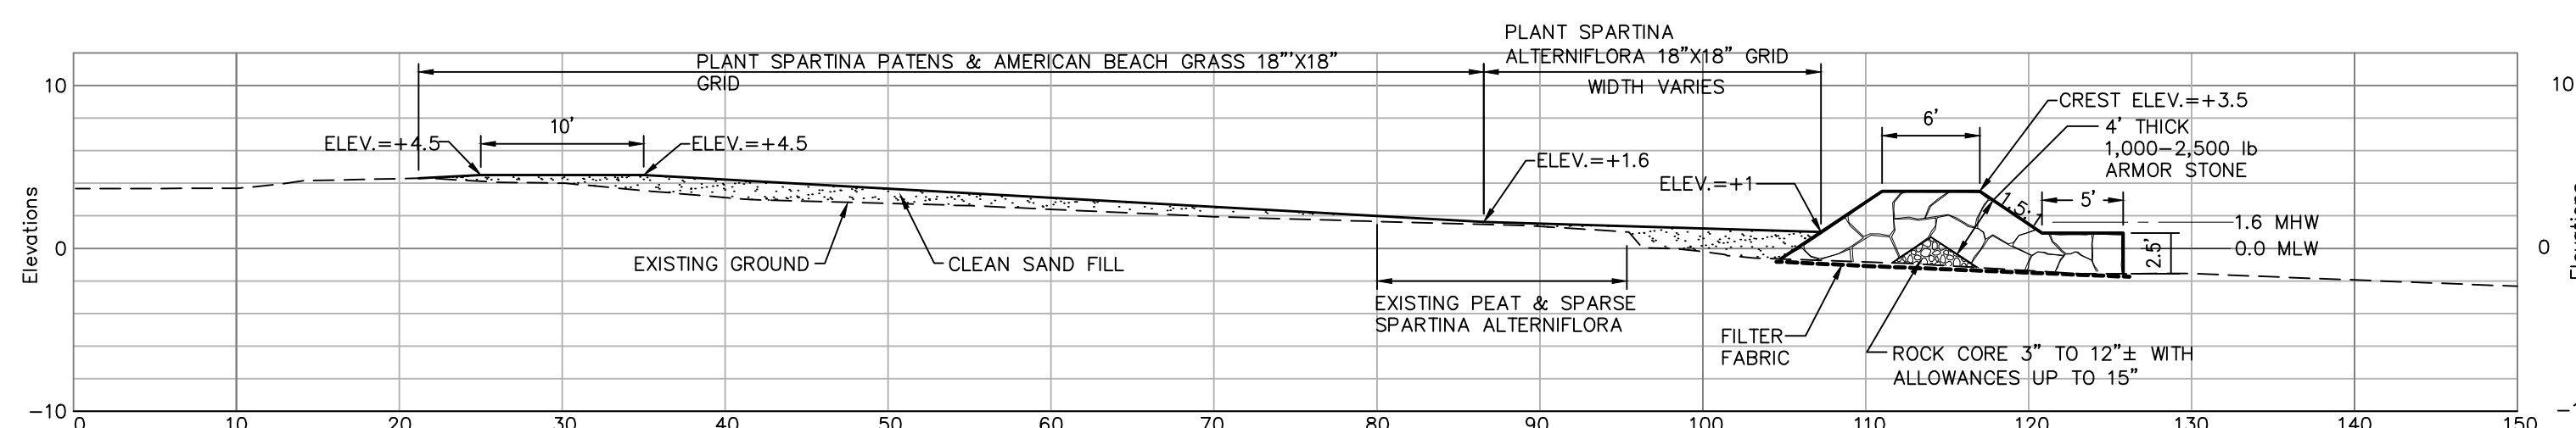 PLANT SPARTINA
ALTERNIFLORA 18"X18" GRID
WIDTH VARIES
PLANT SPARTINA PATENS & AMERICAN BEACH GRASS 18"'X18"
GRID
10
10
CREST ELEV.=+3.5
4' THICK
1,000-2,500 lb
ARMOR STONE
6'
10'
ELEV.=+4.5
ELEV.=+4.5
ELEV.=+1.6
ELEV.=+1
1.5:1
5'
1.6 MHW
0.0 MLW
2.5'
Elevations
0
0
EXISTING GROUND
CLEAN SAND FILL
EXISTING PEAT & SPARSE
SPARTINA ALTERNIFLORA
FILTER
FABRIC
ROCK CORE 3" TO 12"± WITH
ALLOWANCES UP TO 15"
-10
0 10 20 30 40 50 60 70 80 90 100 110 120 130 140 150